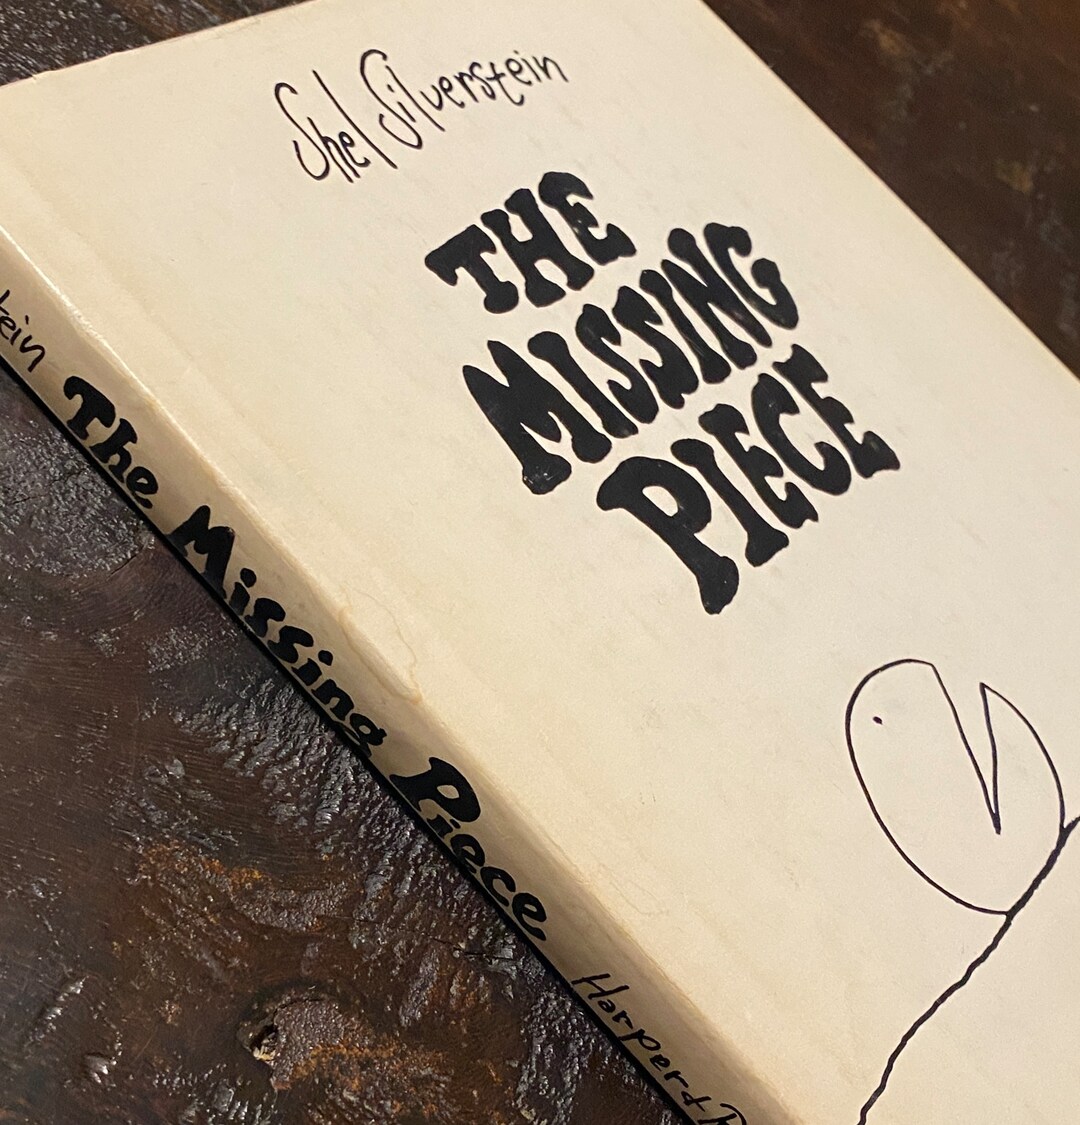 Shel Silverstein
THE
MISSING
PIECE
tein The Missing Piece Harper &